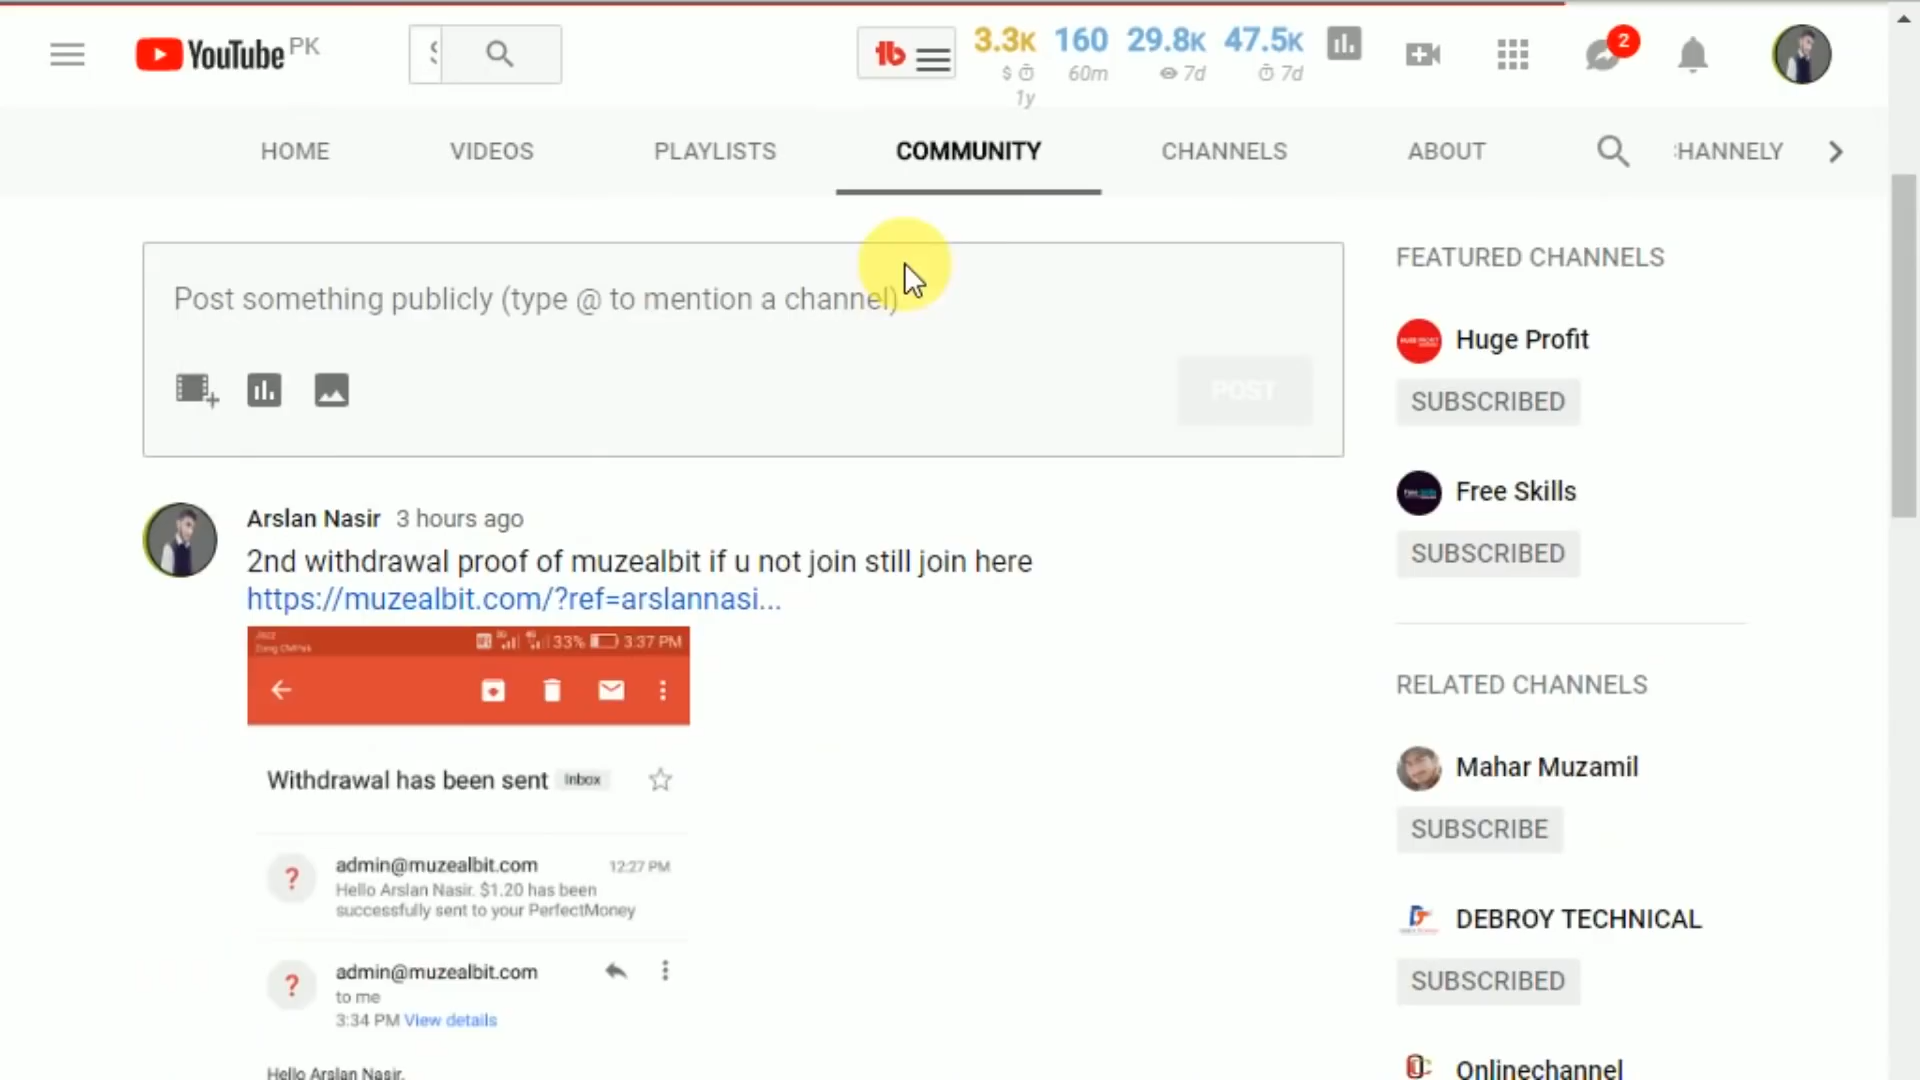 YouTube PK
3.3K 160 29.8K 47.5K
$ 60m 7d 7d
1y
2
HOME VIDEOS PLAYLISTS COMMUNITY CHANNELS ABOUT HANNELY
Post something publicly (type @ to mention a channel)
POST
Arslan Nasir 3 hours ago
2nd withdrawal proof of muzealbit if u not join still join here
https://muzealbit.com/?ref=arslannasi...
33% 3:37 PM
Withdrawal has been sent Inbox
admin@muzealbit.com 12:27 PM
Hello Arslan Nasir. $1.20 has been
successfully sent to your PerfectMoney
admin@muzealbit.com
to me
3:34 PM View details
Hello Arslan Nasir,
FEATURED CHANNELS
Huge Profit
SUBSCRIBED
Free Skills
SUBSCRIBED
RELATED CHANNELS
Mahar Muzamil
SUBSCRIBE
DEBROY TECHNICAL
SUBSCRIBED
Onlinechannel